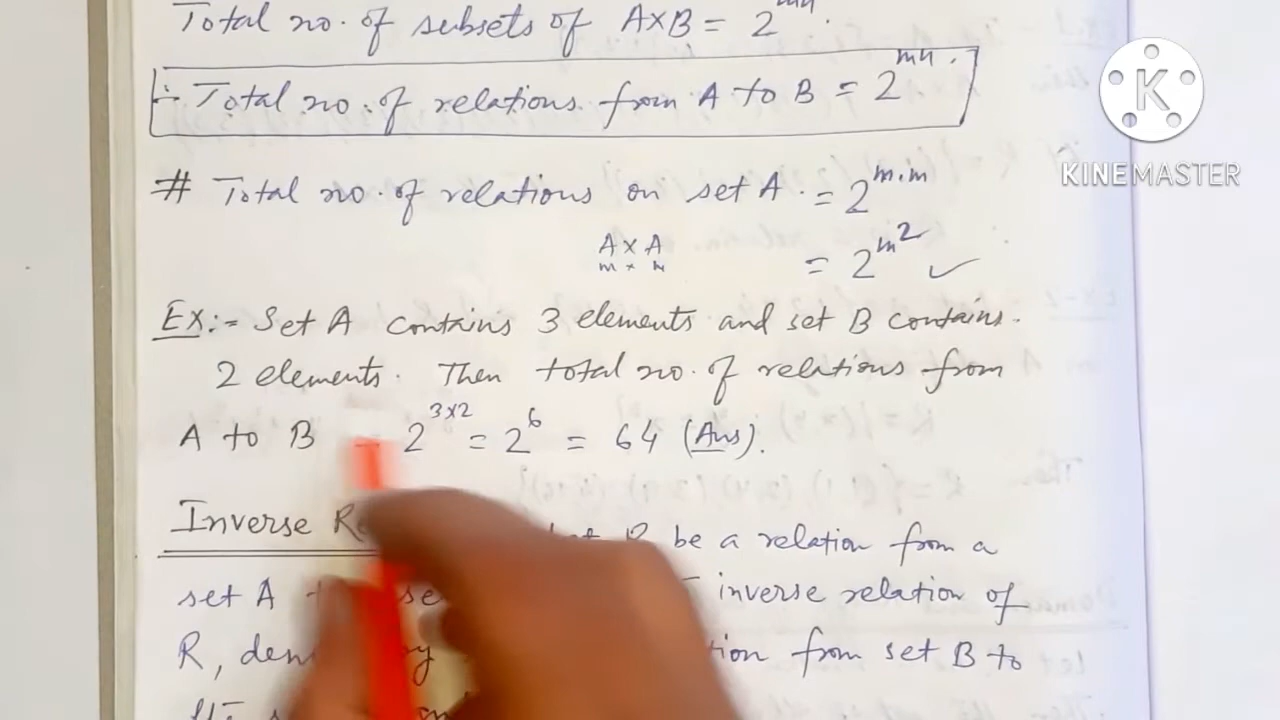 Total no. of subsets of A×B = 2^mn.
∴ Total no. of relations from A to B = 2^mn.
# Total no. of relations on set A. = 2^m.m
A × A
m × m
= 2^m² ✓
Ex:- Set A contains 3 elements and set B contains.
2 elements. Then total no. of relations from
A to B = 2^3×2 = 2^6 = 64 (Ans).
Inverse be a relation from a
set A inverse relation of
R, from set B to
K
KINEMASTER